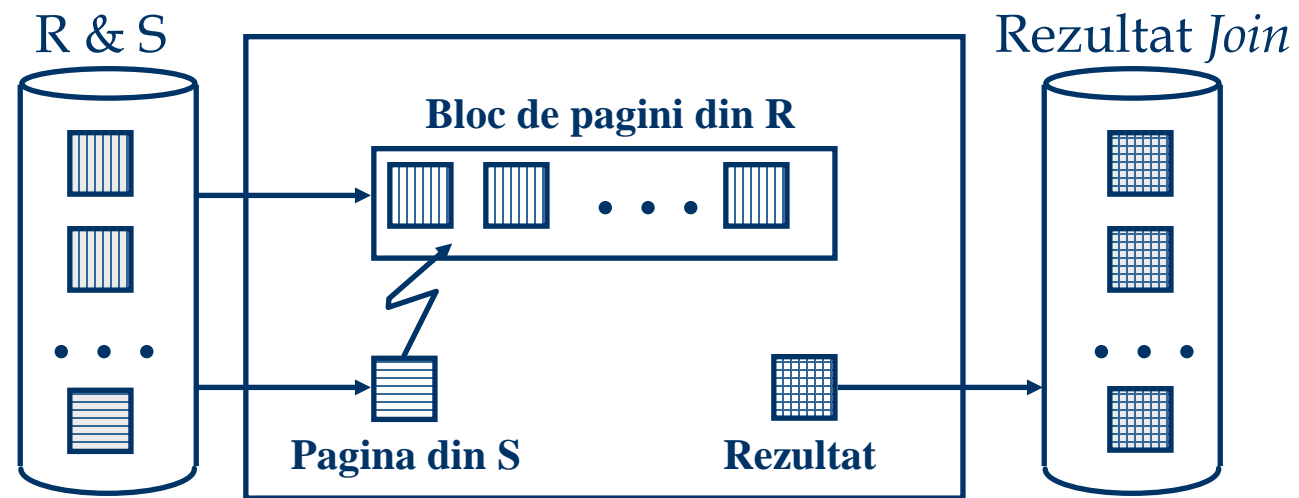 R & S
Rezultat Join
Bloc de pagini din R
Pagina din S
Rezultat